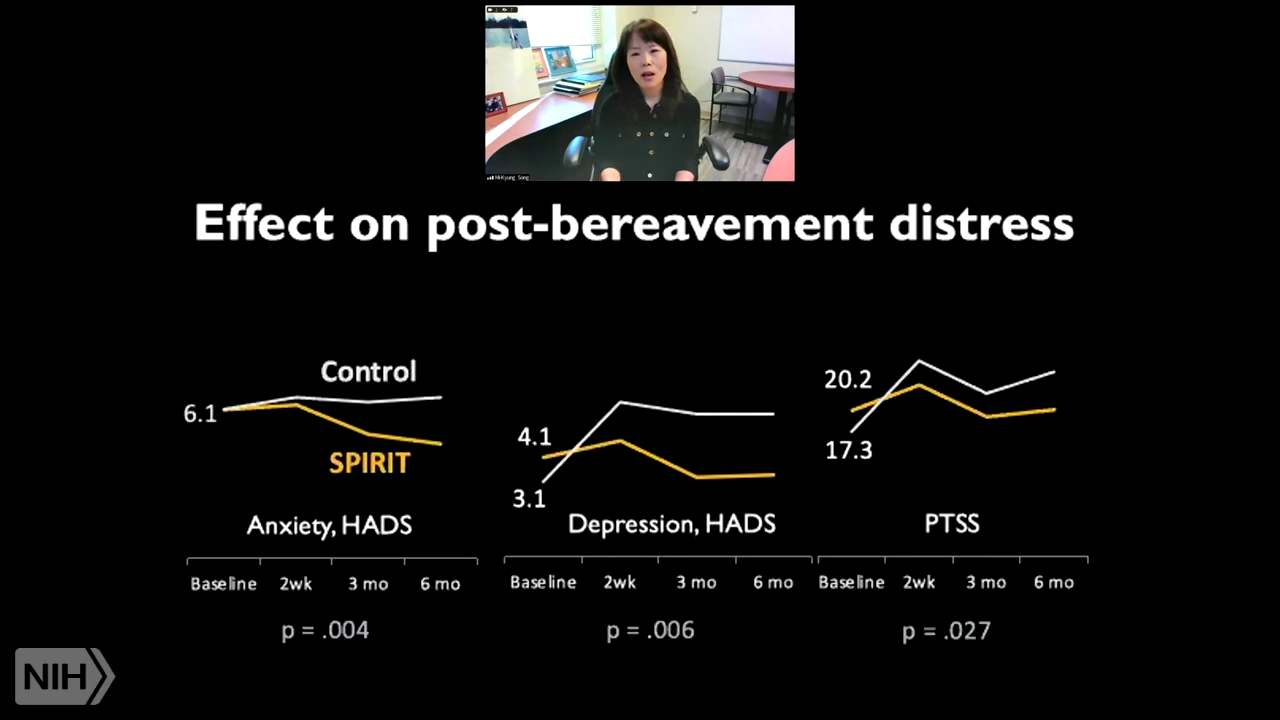 MiKyung Song
Effect on post-bereavement distress
Control
6.1
SPIRIT
Anxiety, HADS
Baseline 2wk 3 mo 6 mo
p = .004
4.1
3.1
Depression, HADS
Baseline 2wk 3 mo 6 mo
p = .006
20.2
17.3
PTSS
Baseline 2wk 3 mo 6 mo
p = .027
NIH